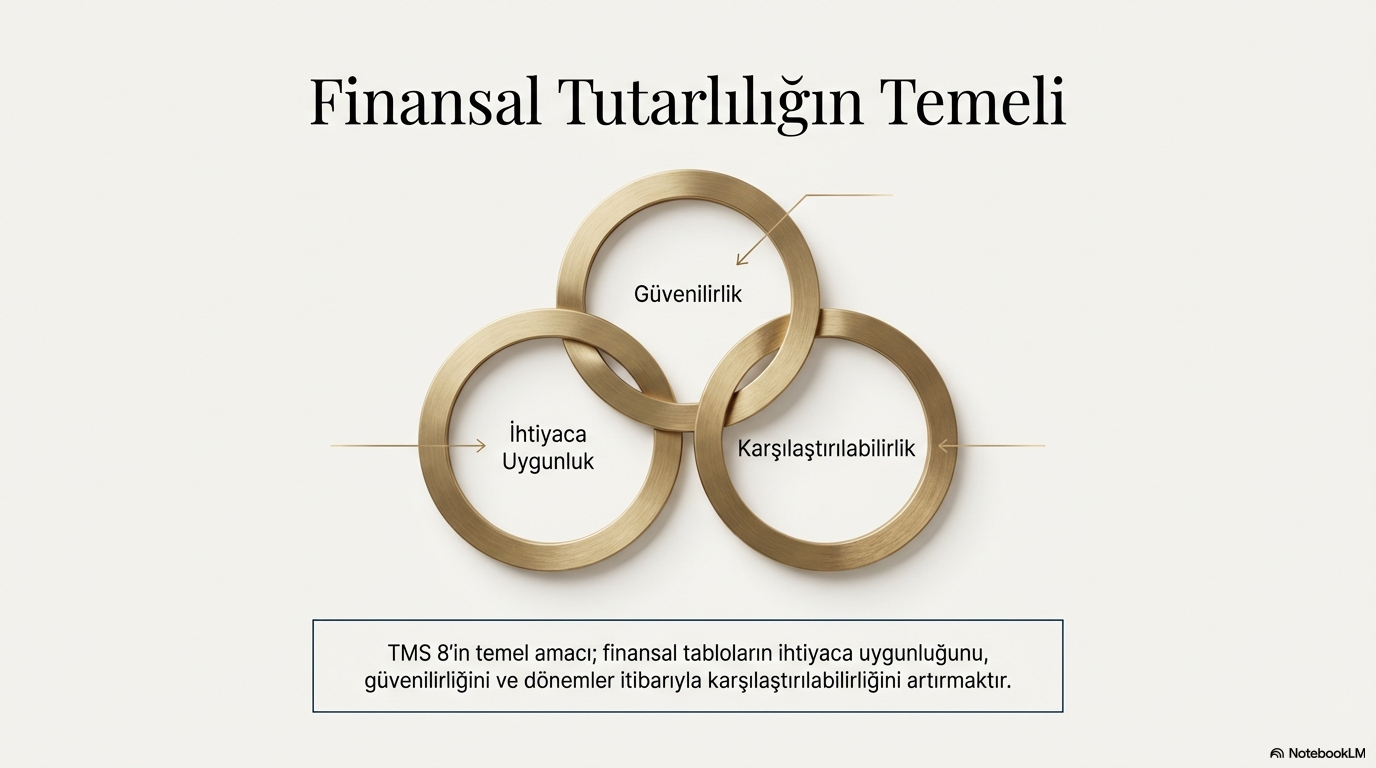 Finansal Tutarlılığın Temeli
Güvenilirlik
İhtiyaca
Uygunluk
Karşılaştırılabilirlik
TMS 8'in temel amacı; finansal tabloların ihtiyaca uygunluğunu,
güvenilirliğini ve dönemler itibarıyla karşılaştırılabilirliğini artırmaktır.
NotebookLM